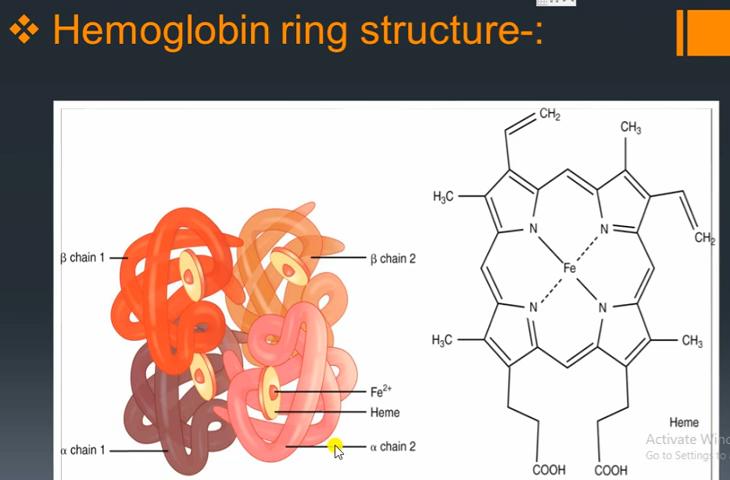 ❖ Hemoglobin ring structure-:
β chain 1
β chain 2
Fe²⁺
Heme
α chain 1
α chain 2
CH₂
CH₃
H₃C
CH₂
N
N
Fe
N
N
H₃C
CH₃
COOH
COOH
Heme
Activate Win
Go to Settings to